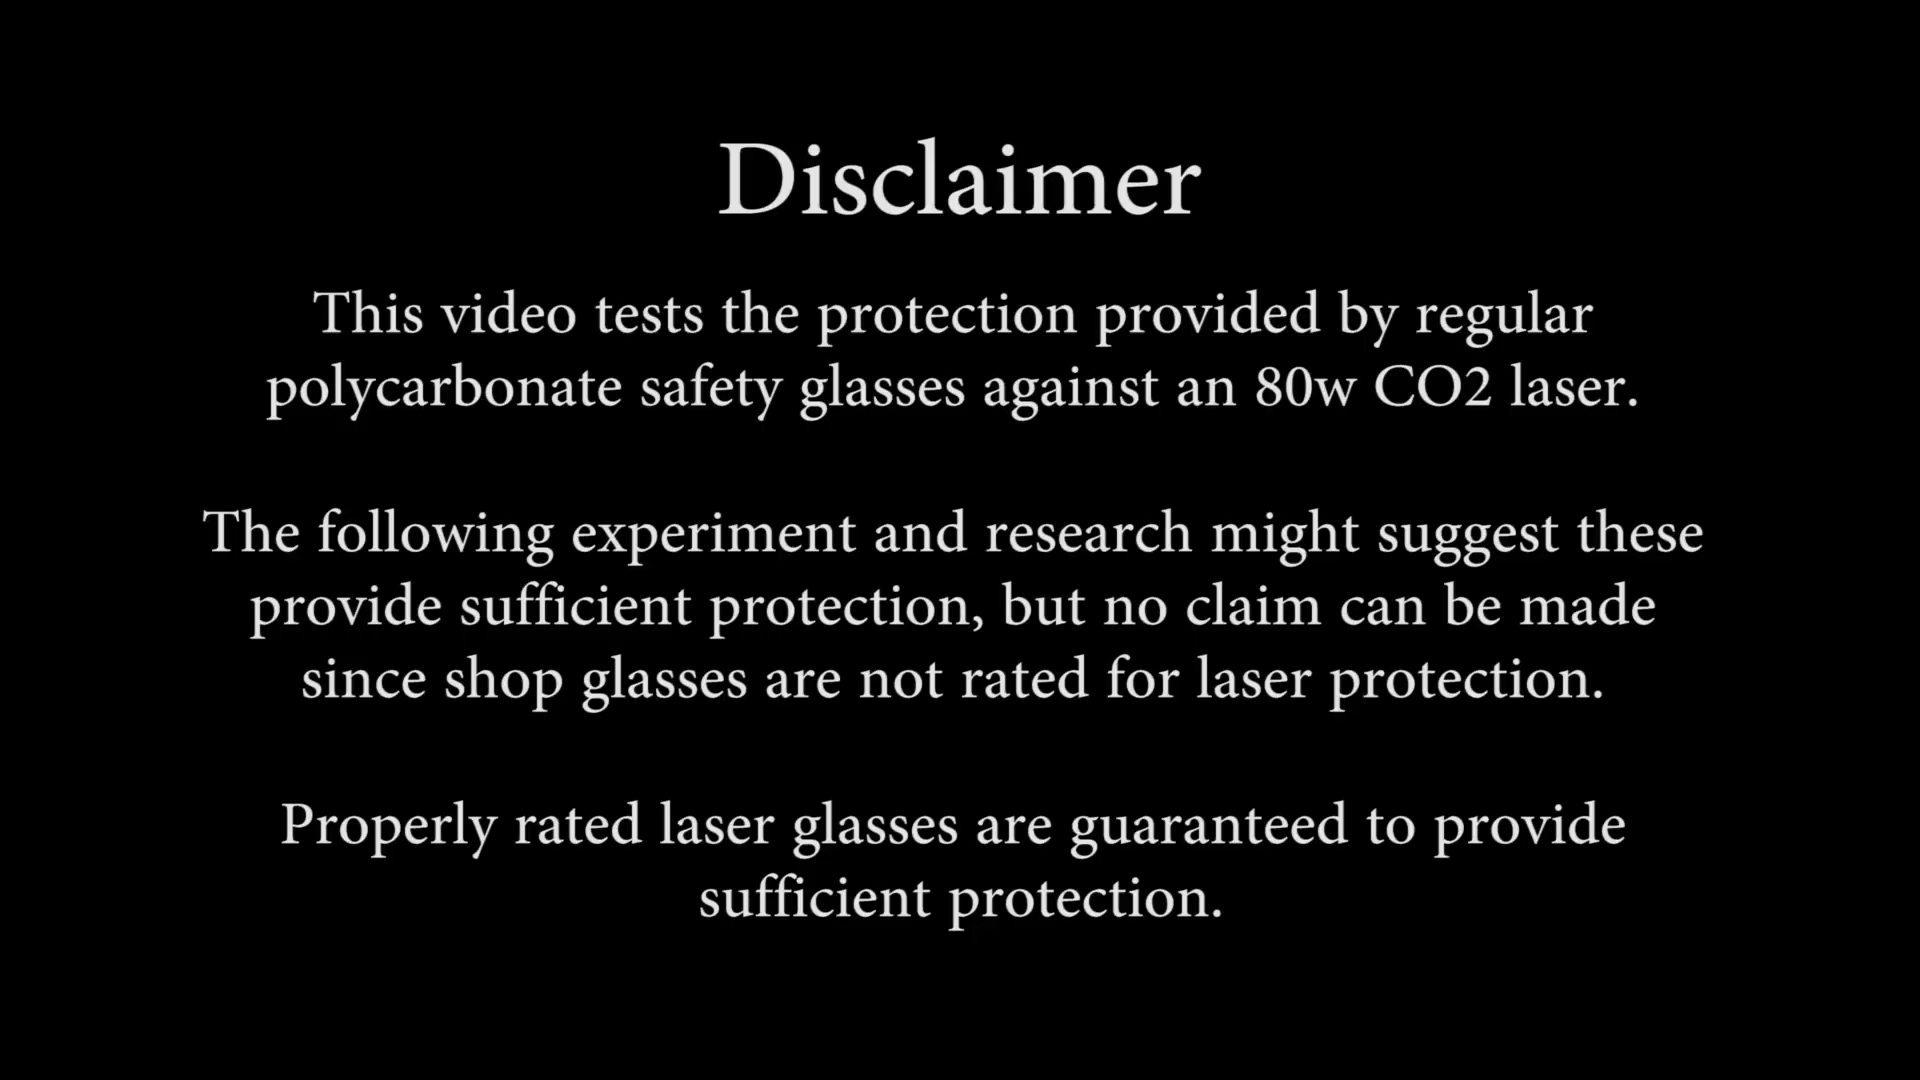 Disclaimer
This video tests the protection provided by regular
polycarbonate safety glasses against an 80w CO2 laser.
The following experiment and research might suggest these
provide sufficient protection, but no claim can be made
since shop glasses are not rated for laser protection.
Properly rated laser glasses are guaranteed to provide
sufficient protection.